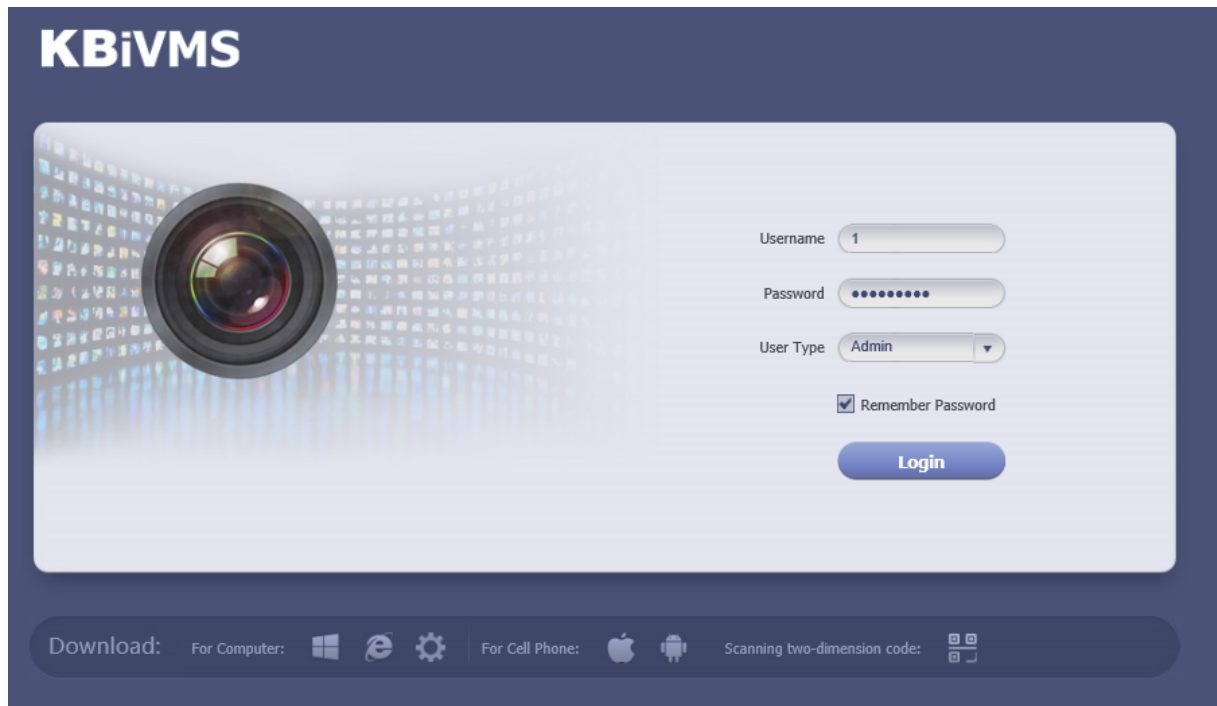 KBiVMS
Username 1
Password •••••••••
User Type Admin
Remember Password
Login
Download: For Computer: For Cell Phone: Scanning two-dimension code: